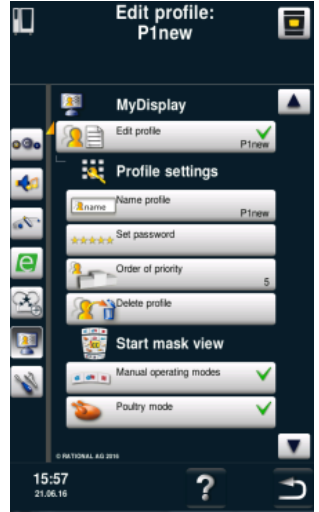 Edit profile:
P1new
MyDisplay
Edit profile
P1new
Profile settings
name
Name profile
P1new
Set password
Order of priority
5
Delete profile
Start mask view
Manual operating modes
Poultry mode
© RATIONAL AG 2016
15:57
21.06.16
?